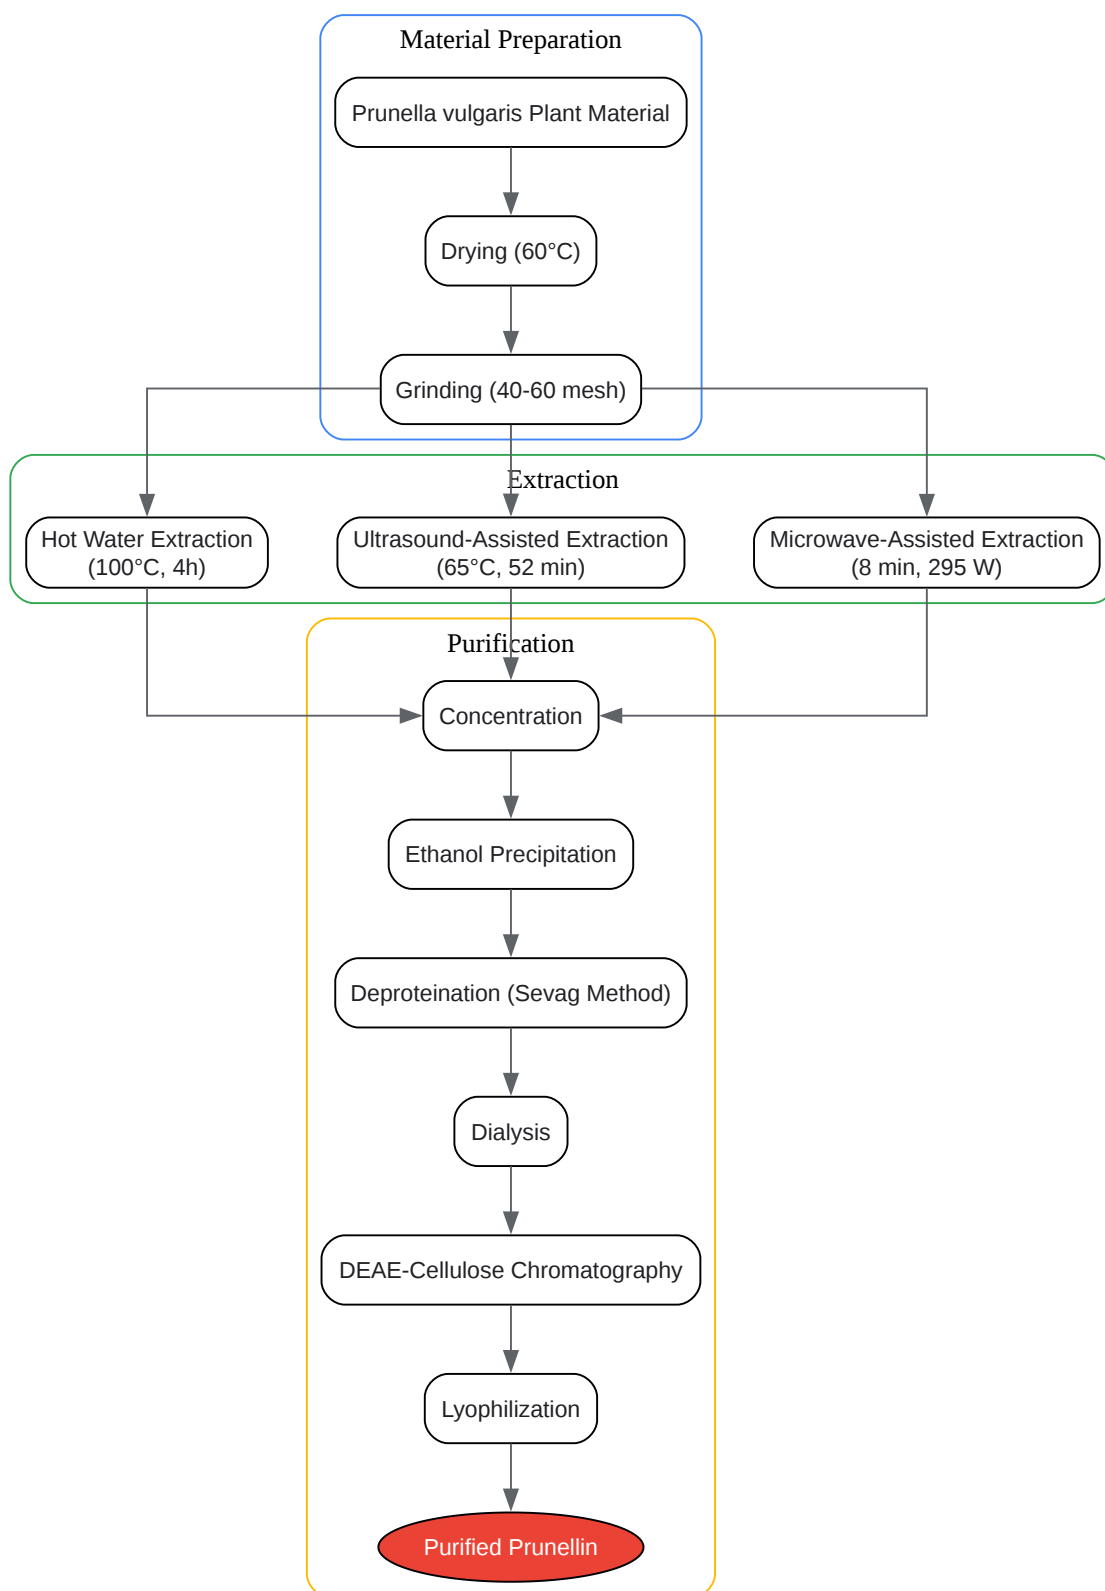 Material Preparation
Prunella vulgaris Plant Material
Drying (60°C)
Grinding (40-60 mesh)
Extraction
Hot Water Extraction
(100°C, 4h)
Ultrasound-Assisted Extraction
(65°C, 52 min)
Microwave-Assisted Extraction
(8 min, 295 W)
Purification
Concentration
Ethanol Precipitation
Deproteination (Sevag Method)
Dialysis
DEAE-Cellulose Chromatography
Lyophilization
Purified Prunellin